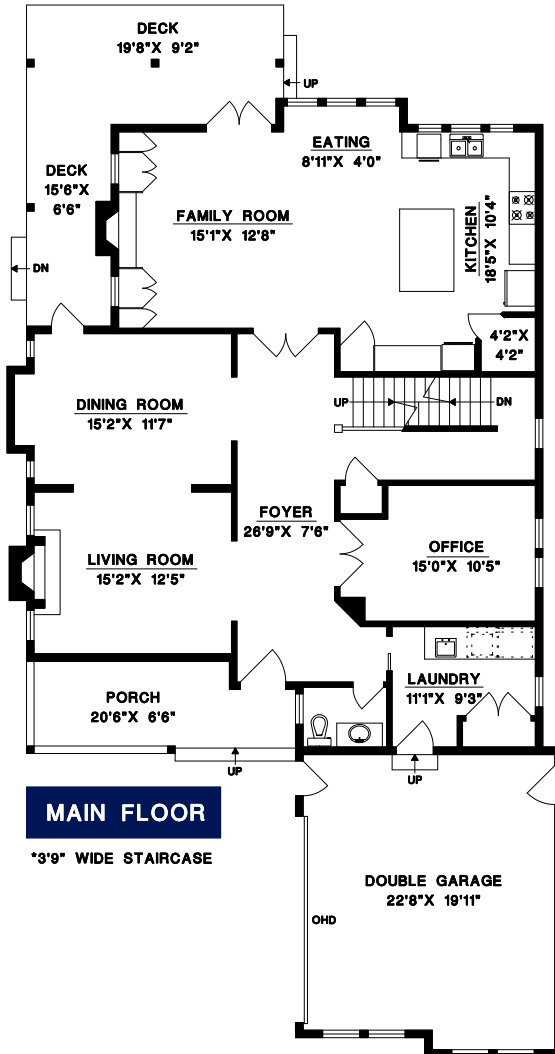 DECK
19'8"X 9'2"
UP
EATING
8'11"X 4'0"
DECK
15'6"X
6'6"
FAMILY ROOM
15'1"X 12'8"
KITCHEN
18'5"X 10'4"
DN
4'2"X
4'2"
DINING ROOM
15'2"X 11'7"
UP
DN
FOYER
26'9"X 7'6"
OFFICE
15'0"X 10'5"
LIVING ROOM
15'2"X 12'5"
LAUNDRY
11'1"X 9'3"
PORCH
20'6"X 6'6"
UP
UP
MAIN FLOOR
*3'9" WIDE STAIRCASE
DOUBLE GARAGE
22'8"X 19'11"
OHD